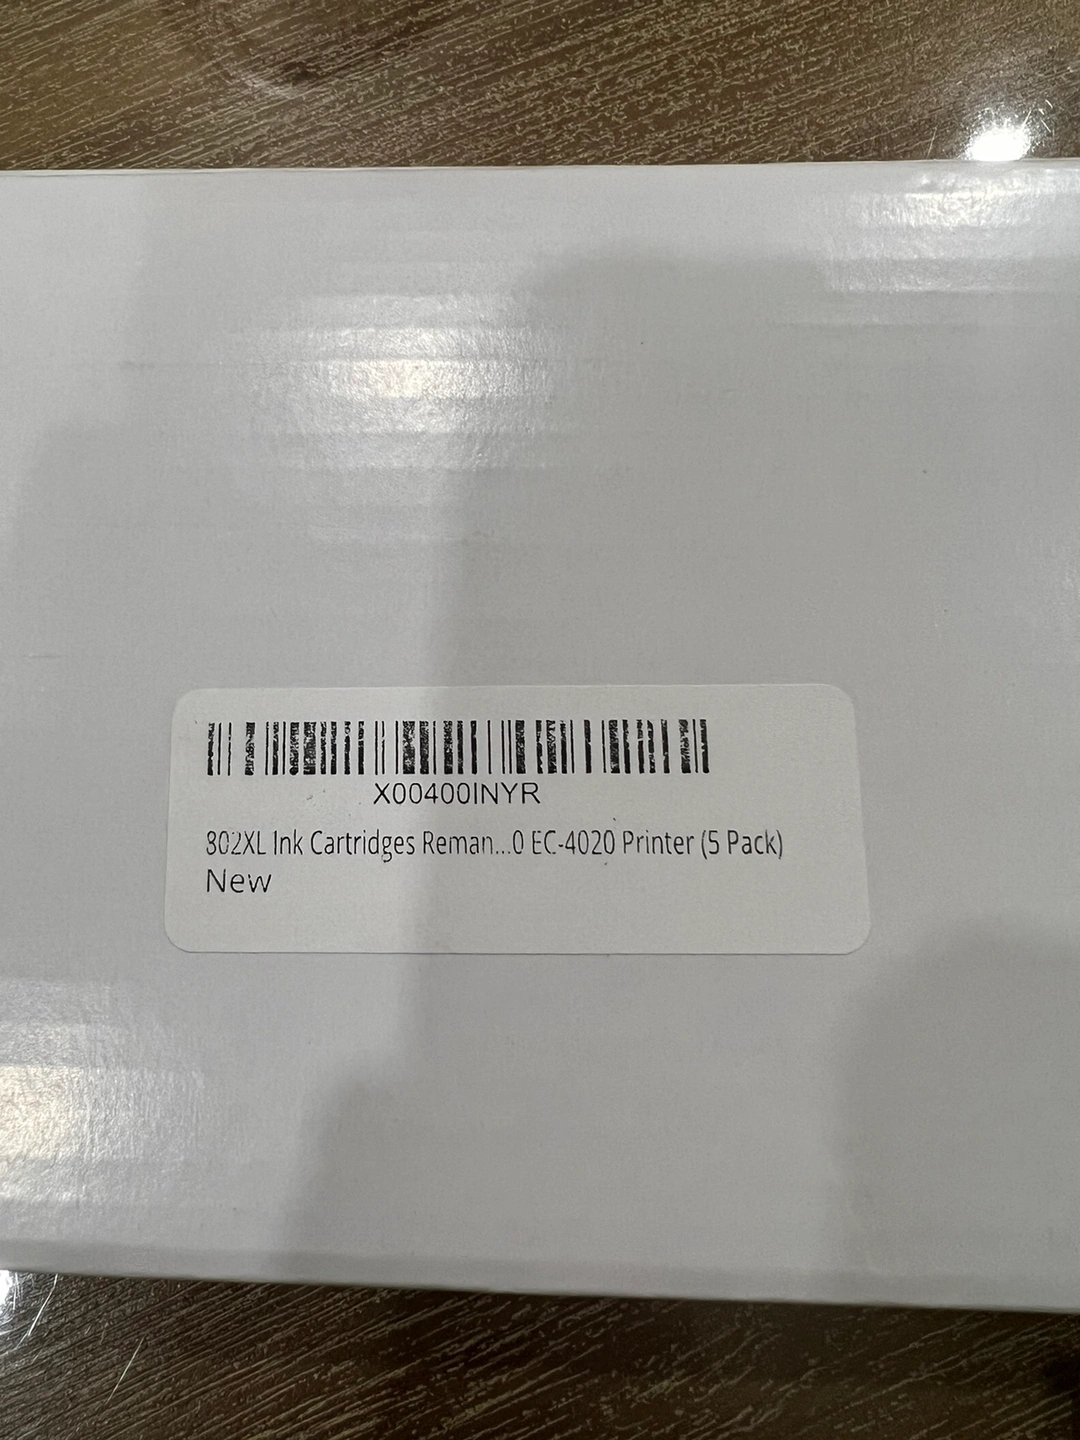 X00400INYR
802XL Ink Cartridges Reman...0 EC-4020 Printer (5 Pack)
New